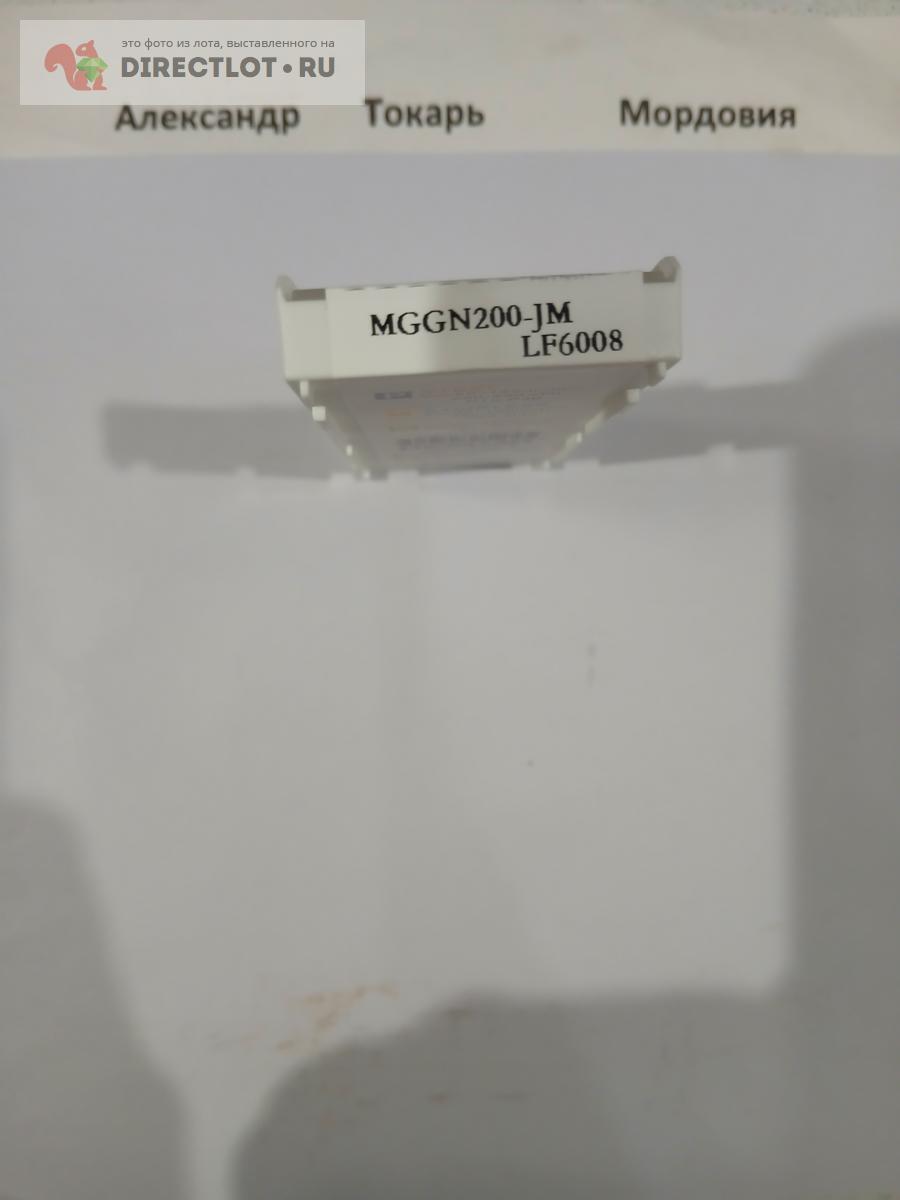 это фото из лота, выставленного на
DIRECTLOT•RU
Александр Токарь Мордовия
MGGN200-JM
LF6008